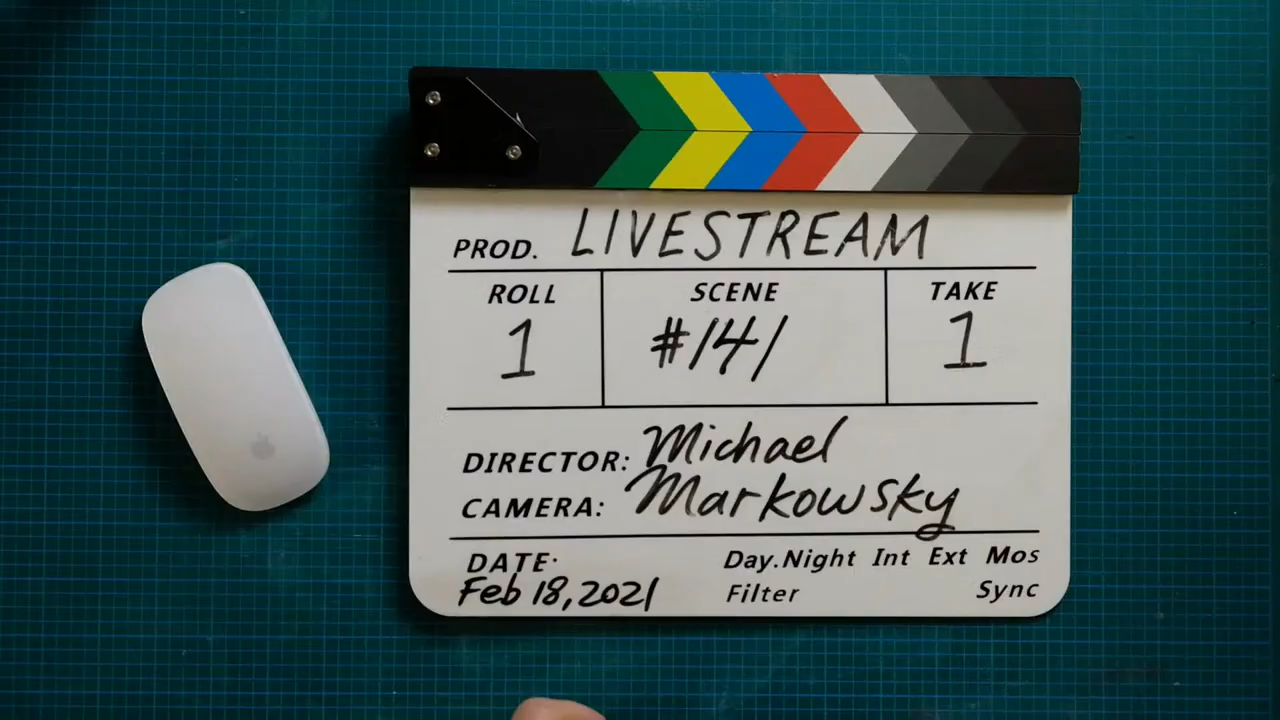 PROD. LIVESTREAM
ROLL SCENE TAKE
1 #141 1
DIRECTOR: Michael
CAMERA: Markowsky
DATE: Day.Night Int Ext Mos
Feb 18,2021 Filter Sync